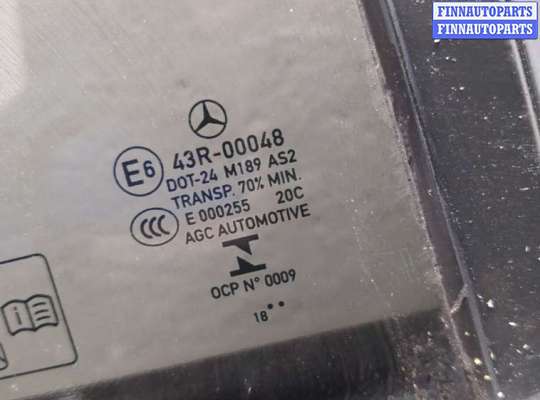 FINNAUTOPARTS
FINNAUTOPARTS
43R-00048
E6
DOT-24 M189 AS2
TRANSP. 70% MIN.
E 000255 20C
CCC
AGC AUTOMOTIVE
OCP N° 0009
18••
i